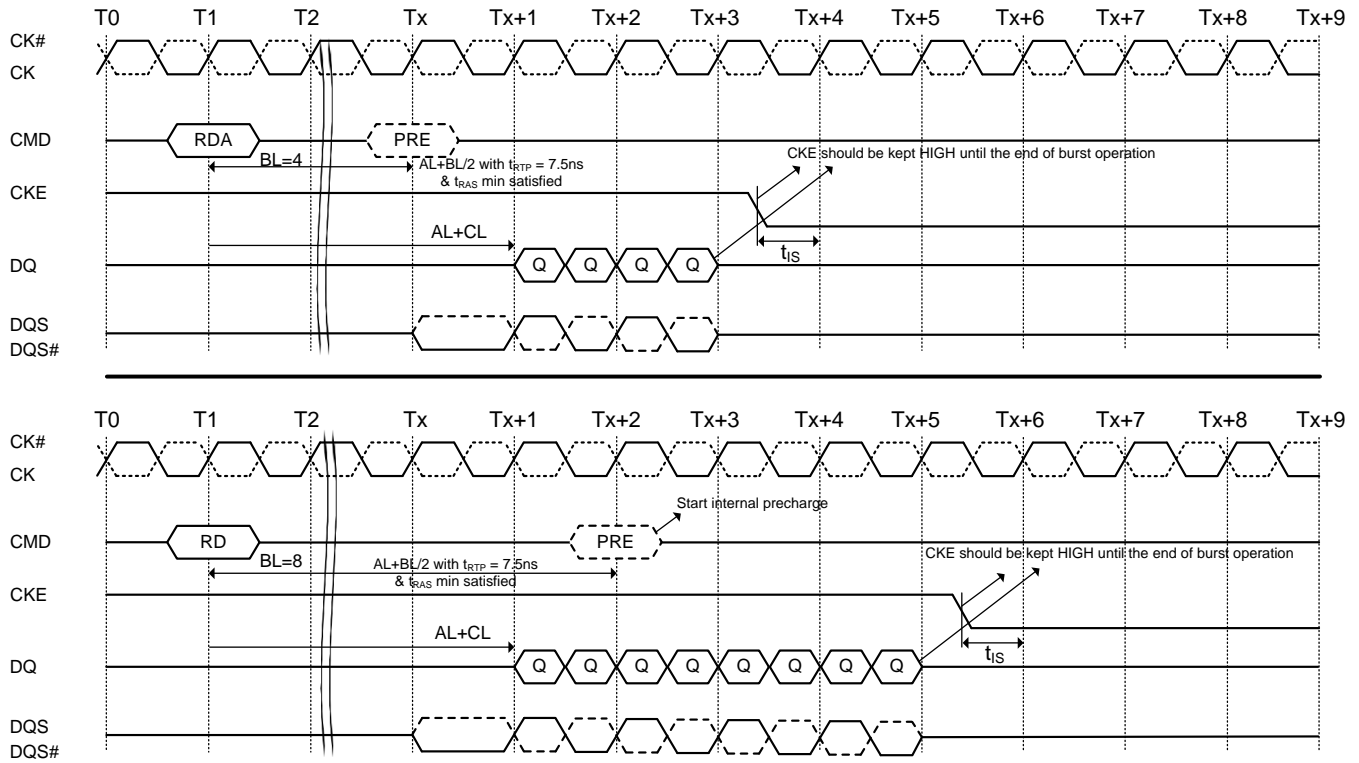 T0 T1 T2 Tx Tx+1 Tx+2 Tx+3 Tx+4 Tx+5 Tx+6 Tx+7 Tx+8 Tx+9
CK#
CK
CMD RDA PRE
BL=4 AL+BL/2 with tRTP = 7.5ns
& tRAS min satisfied
CKE should be kept HIGH until the end of burst operation
CKE
AL+CL
tIS
DQ Q Q Q Q
DQS
DQS#
T0 T1 T2 Tx Tx+1 Tx+2 Tx+3 Tx+4 Tx+5 Tx+6 Tx+7 Tx+8 Tx+9
CK#
CK
Start internal precharge
CMD RD PRE
CKE should be kept HIGH until the end of burst operation
BL=8 AL+BL/2 with tRTP = 7.5ns
& tRAS min satisfied
CKE
AL+CL
tIS
DQ Q Q Q Q Q Q Q Q
DQS
DQS#